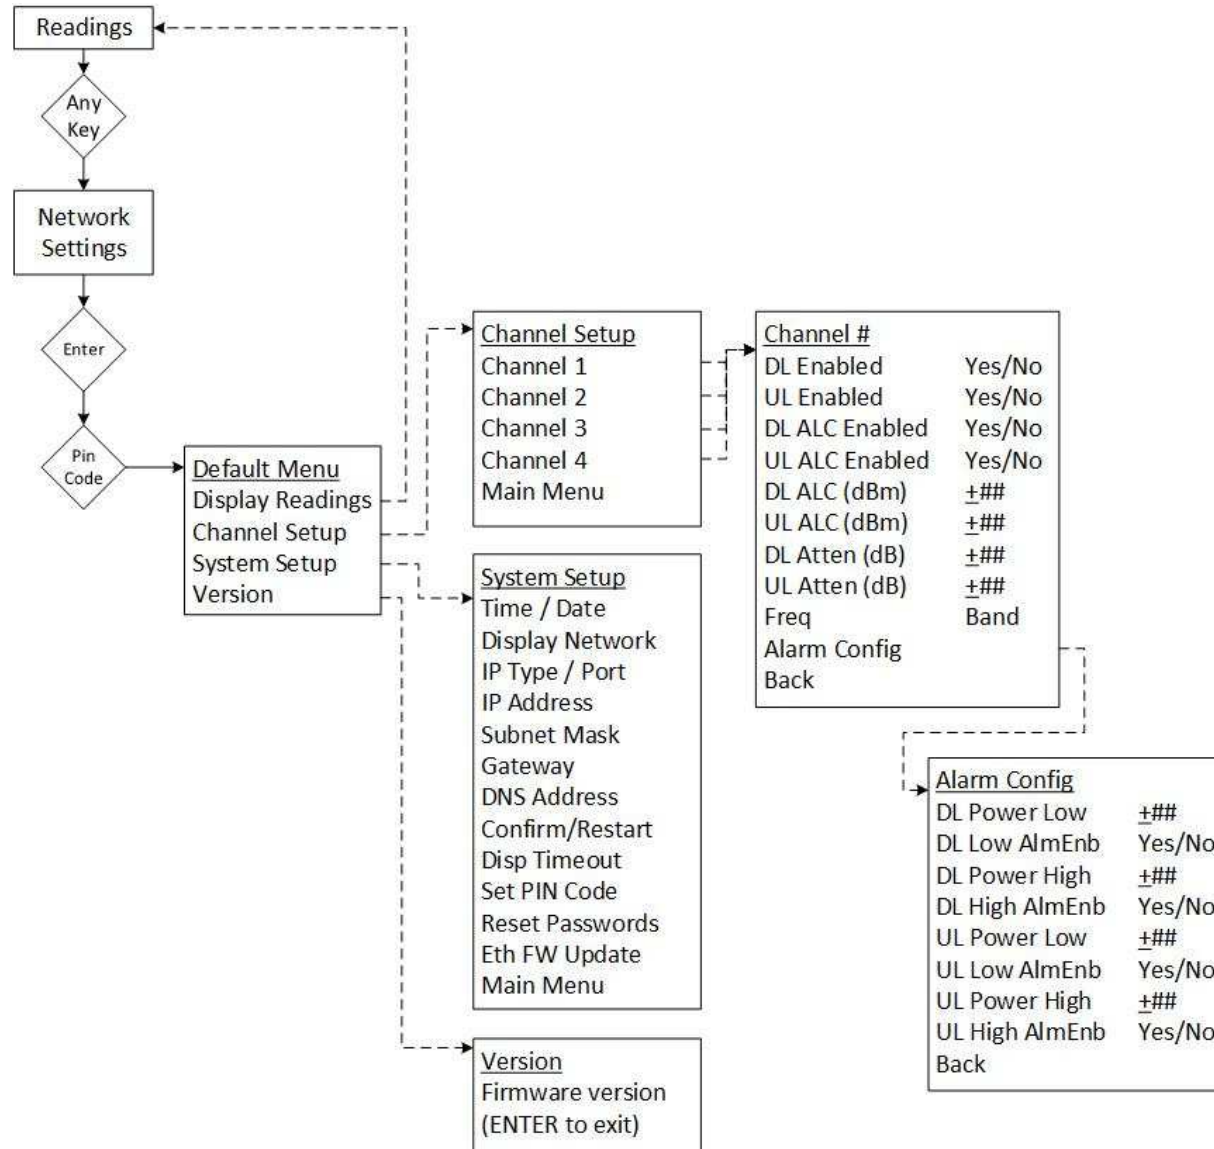 Readings
Any
Key
Network
Settings
Enter
Pin
Code
Default Menu
Display Readings
Channel Setup
System Setup
Version
Channel Setup
Channel 1
Channel 2
Channel 3
Channel 4
Main Menu
System Setup
Time / Date
Display Network
IP Type / Port
IP Address
Subnet Mask
Gateway
DNS Address
Confirm/Restart
Disp Timeout
Set PIN Code
Reset Passwords
Eth FW Update
Main Menu
Version
Firmware version
(ENTER to exit)
Channel #
DL Enabled Yes/No
UL Enabled Yes/No
DL ALC Enabled Yes/No
UL ALC Enabled Yes/No
DL ALC (dBm) +##
UL ALC (dBm) +##
DL Atten (dB) +##
UL Atten (dB) +##
Freq Band
Alarm Config
Back
Alarm Config
DL Power Low +##
DL Low AlmEnb Yes/No
DL Power High +##
DL High AlmEnb Yes/No
UL Power Low +##
UL Low AlmEnb Yes/No
UL Power High +##
UL High AlmEnb Yes/No
Back